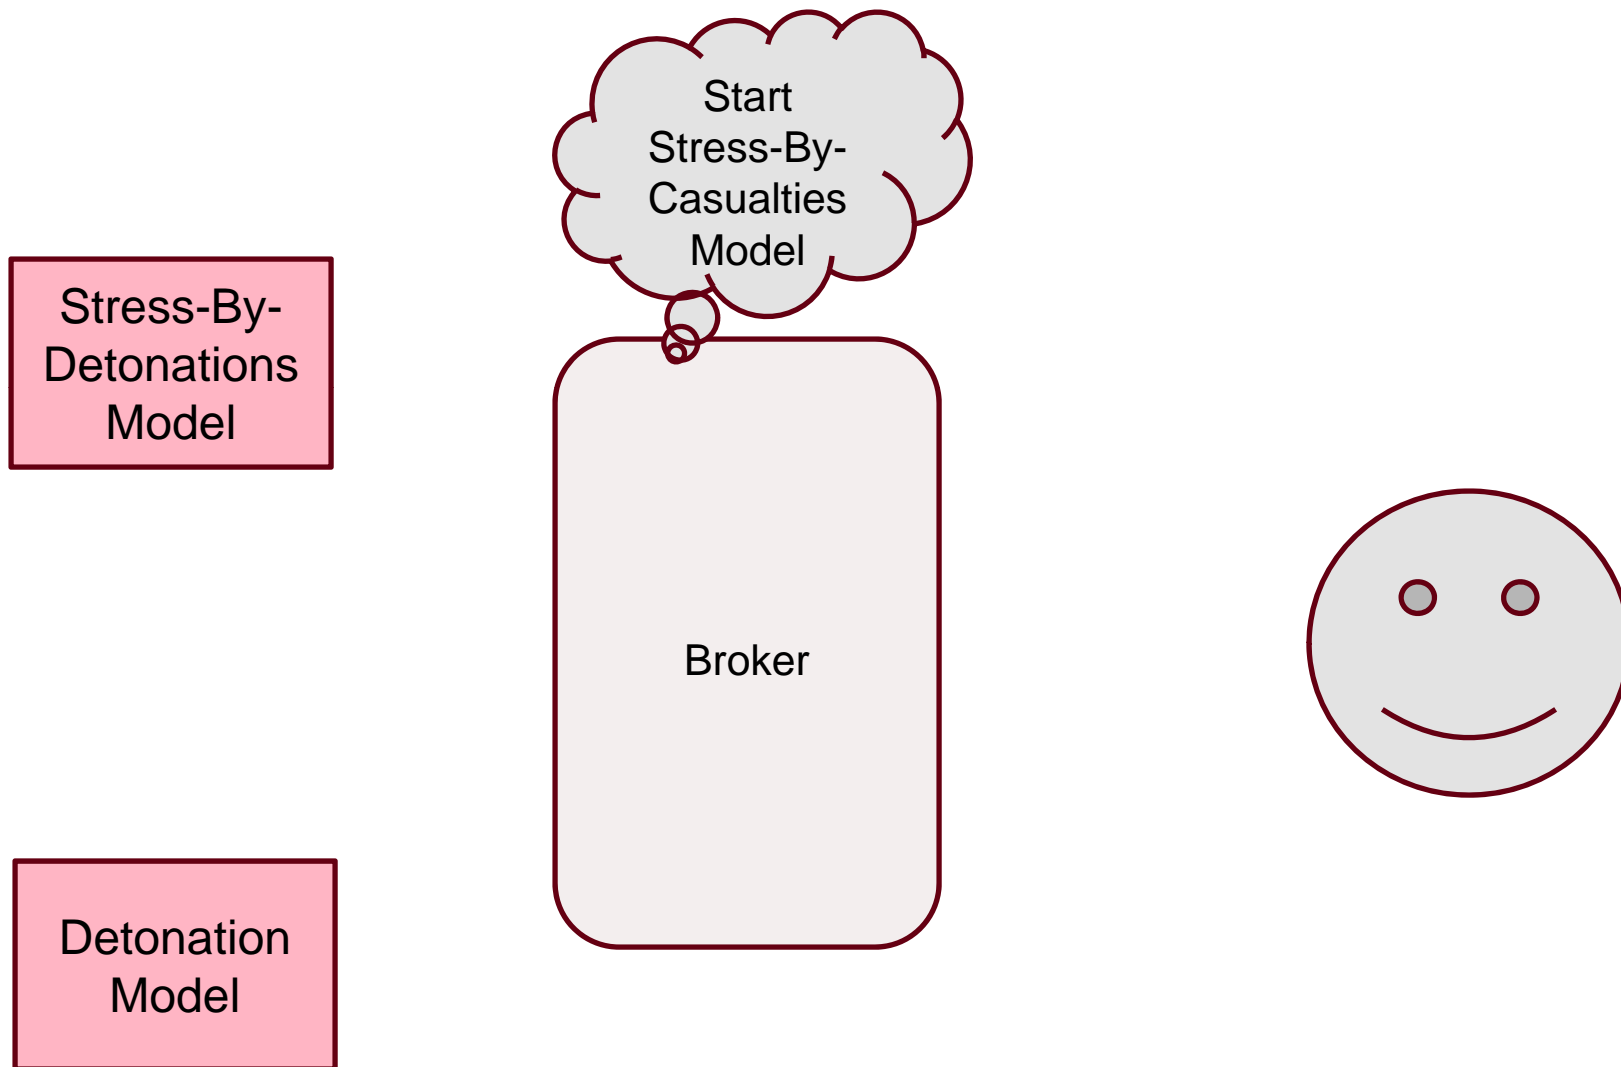 Start
Stress-By-
Casualties
Model
Stress-By-
Detonations
Model
Broker
Detonation
Model